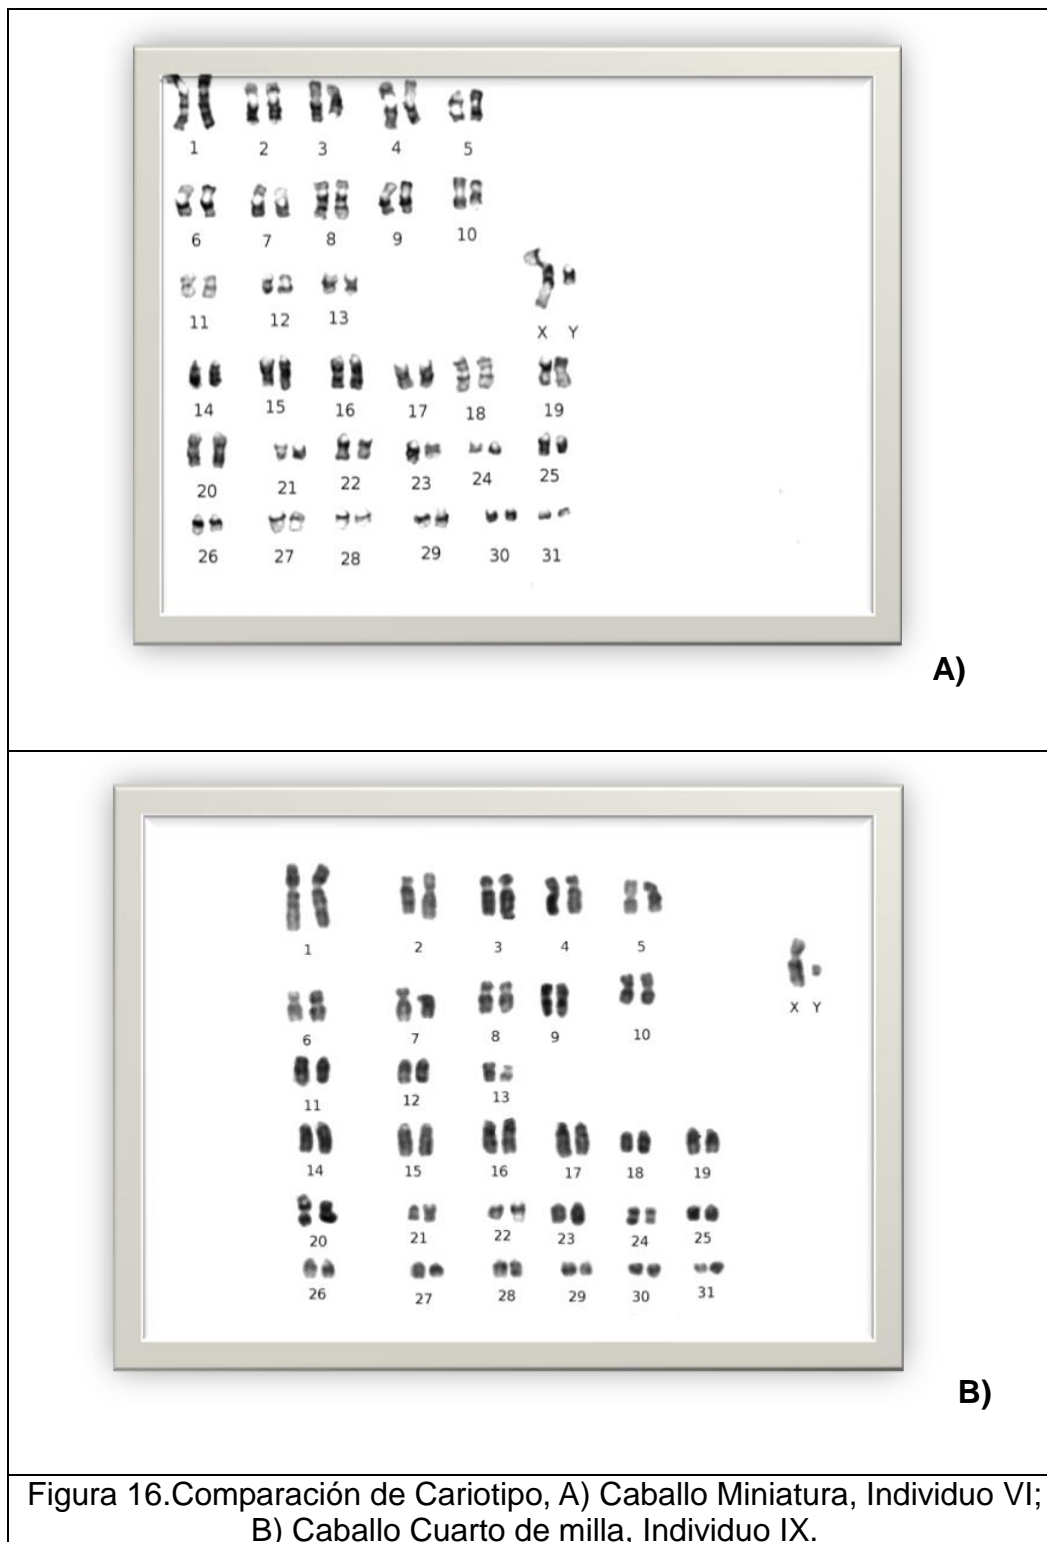 1 2 3 4 5
6 7 8 9 10
11 12 13
X Y
14 15 16 17 18 19
20 21 22 23 24 25
26 27 28 29 30 31
A)
1 2 3 4 5
X Y
6 7 8 9 10
11 12 13
14 15 16 17 18 19
20 21 22 23 24 25
26 27 28 29 30 31
B)
Figura 16.Comparación de Cariotipo, A) Caballo Miniatura, Individuo VI;
B) Caballo Cuarto de milla, Individuo IX.